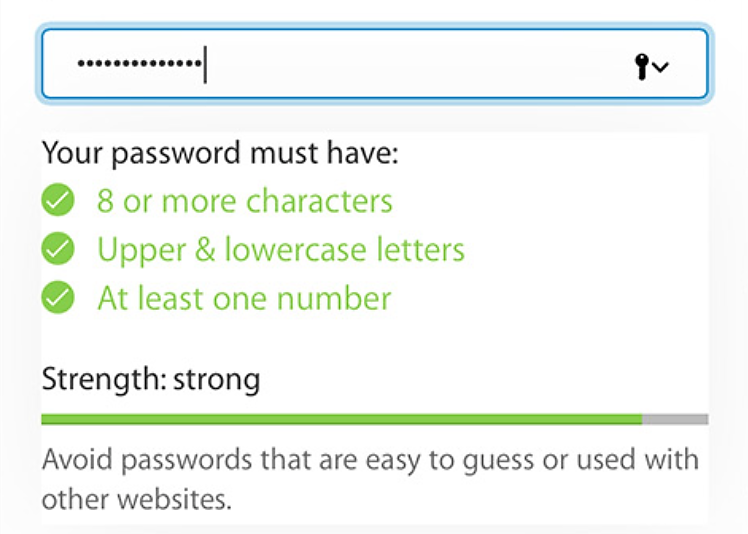 Your password must have:
8 or more characters
Upper & lowercase letters
At least one number
Strength: strong
Avoid passwords that are easy to guess or used with
other websites.